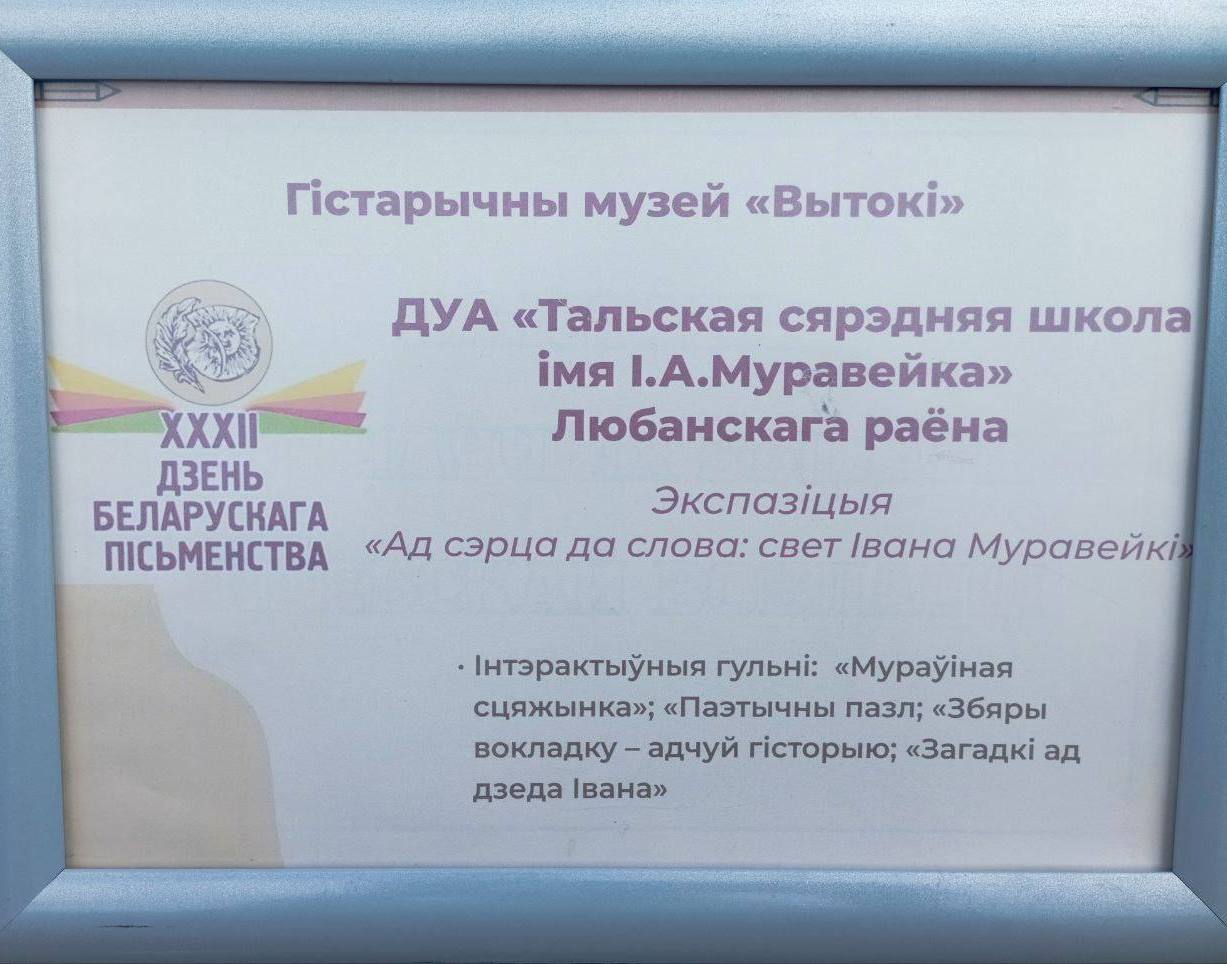 Гістарычны музей «Вытокі»
ДУА «Тальская сярэдняя школа
імя І.А.Муравейка»
Любанскага раёна
XXXII
ДЗЕНЬ
БЕЛАРУСКАГА
ПІСЬМЕНСТВА
Экспазіцыя
«Ад сэрца да слова: свет Івана Муравейкі»
· Інтэрактыўныя гульні: «Мураўіная
сцяжынка»; «Паэтычны пазл; «Збяры
вокладку – адчуй гісторыю; «Загадкі ад
дзеда Івана»